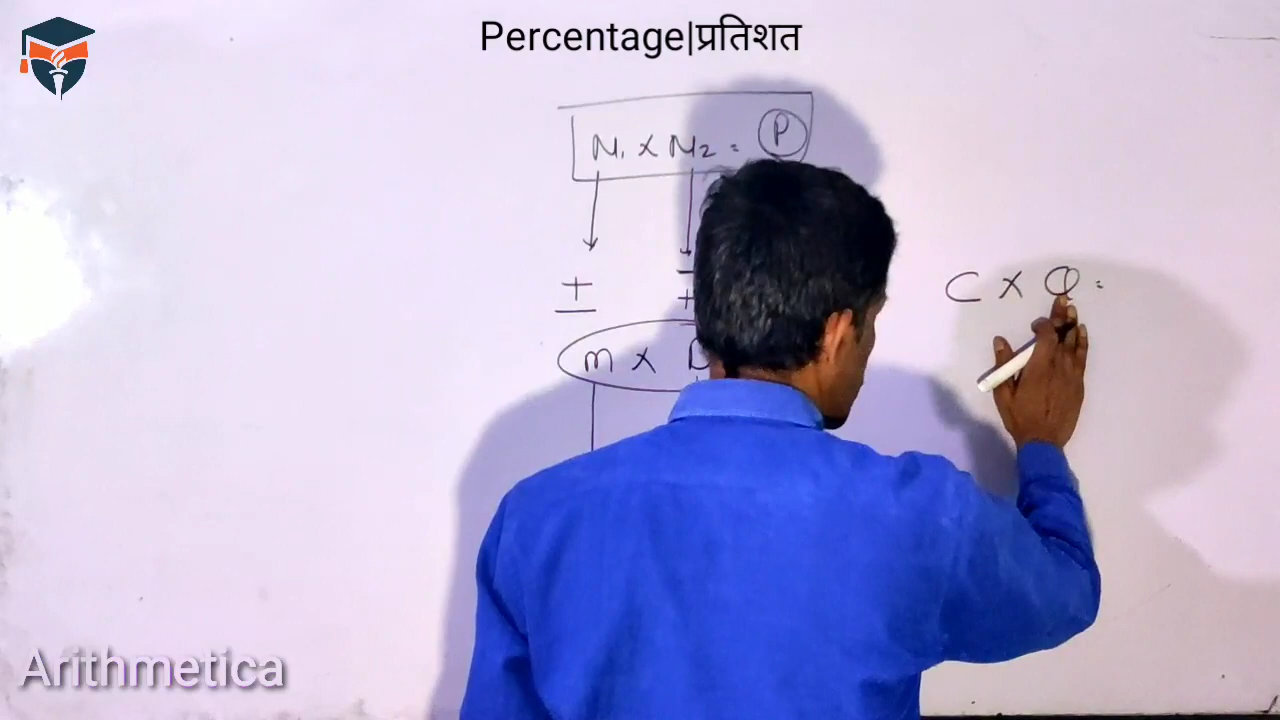 Percentage|प्रतिशत
N₁ x N₂ = P
+
-
+
m x
C x Q =
Arithmetica